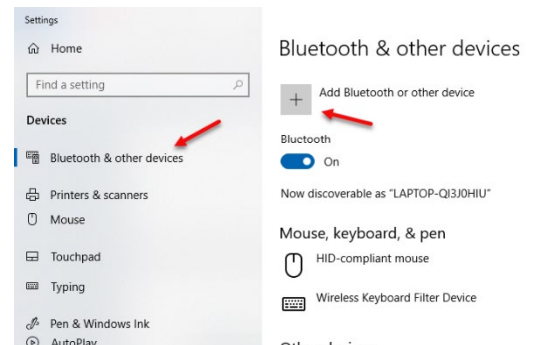 Settings
Home
Find a setting
Devices
Bluetooth & other devices
Printers & scanners
Mouse
Touchpad
Typing
Pen & Windows Ink
AutoPlay
Bluetooth & other devices
Add Bluetooth or other device
Bluetooth
On
Now discoverable as "LAPTOP-QI3J0HIU"
Mouse, keyboard, & pen
HID-compliant mouse
Wireless Keyboard Filter Device